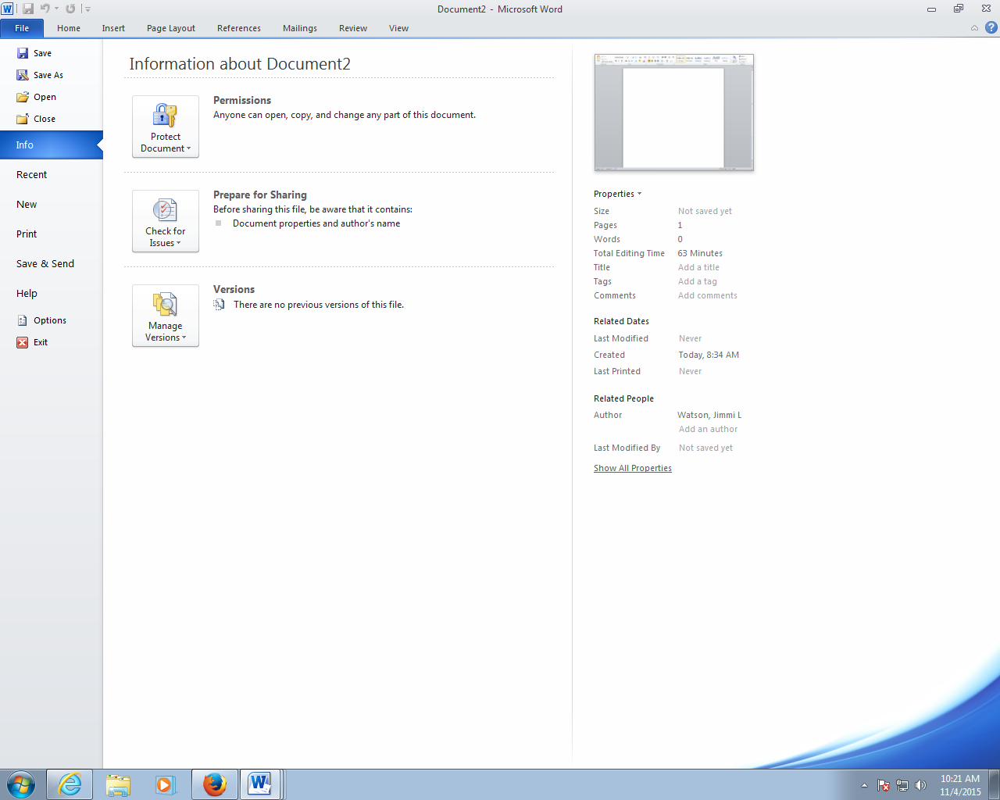 Document2 - Microsoft Word
File Home Insert Page Layout References Mailings Review View
Save
Save As
Open
Close
Info
Recent
New
Print
Save & Send
Help
Options
Exit
Information about Document2
Protect
Document
Permissions
Anyone can open, copy, and change any part of this document.
Check for
Issues
Prepare for Sharing
Before sharing this file, be aware that it contains:
Document properties and author's name
Manage
Versions
Versions
There are no previous versions of this file.
Properties
Size Not saved yet
Pages 1
Words 0
Total Editing Time 63 Minutes
Title Add a title
Tags Add a tag
Comments Add comments
Related Dates
Last Modified Never
Created Today, 8:34 AM
Last Printed Never
Related People
Author Watson, Jimmi L
Add an author
Last Modified By Not saved yet
Show All Properties
10:21 AM
11/4/2015